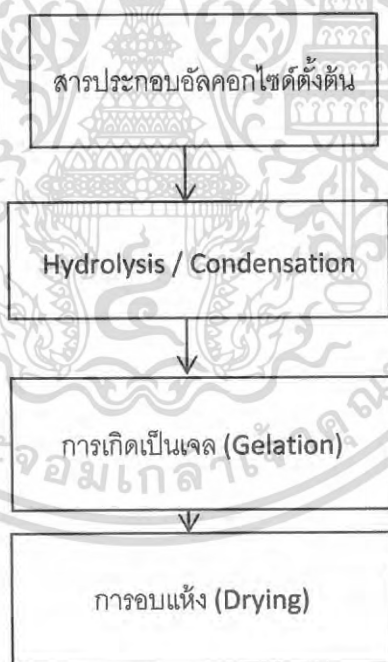 สารประกอบอัลคอกไซด์ตั้งต้น
Hydrolysis / Condensation
การเกิดเป็นเจล (Gelation)
การอบแห้ง (Drying)